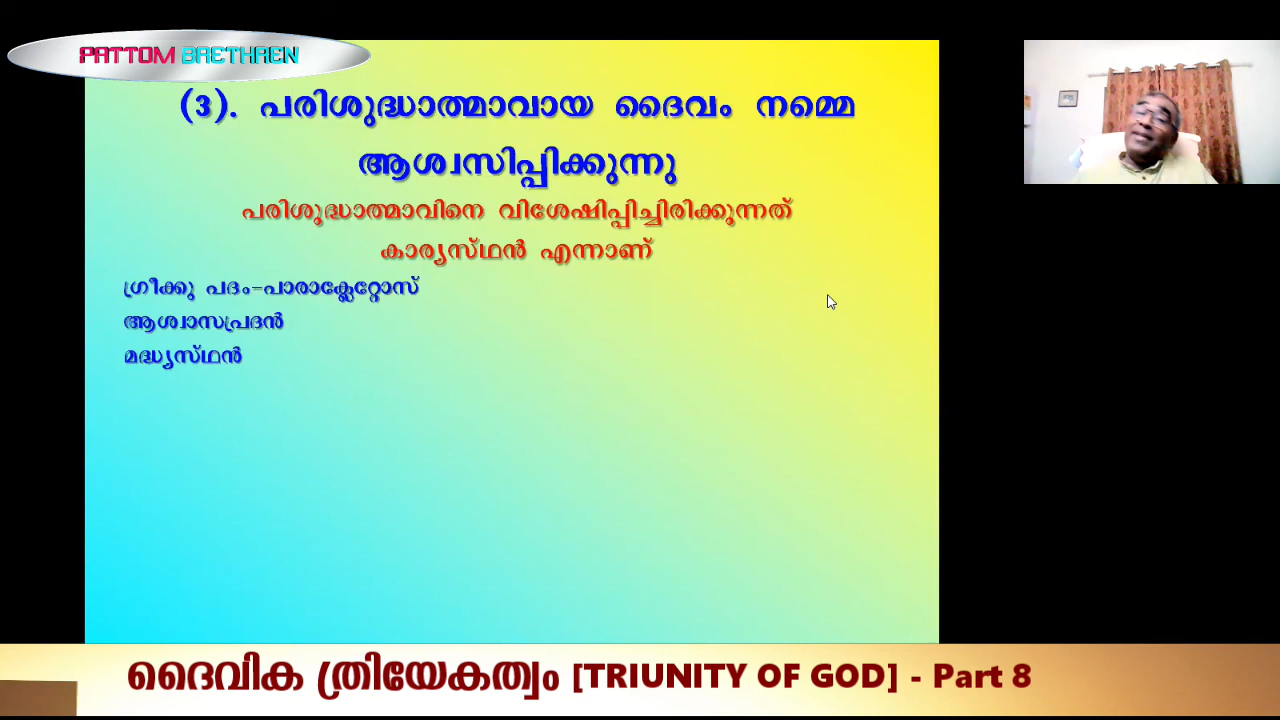 PATTOM BRETHREN
(3). പരിശുദ്ധാത്മാവായ ദൈവം നമ്മെ
ആശ്വസിപ്പിക്കുന്നു
പരിശുദ്ധാത്മാവിനെ വിശേഷിപ്പിച്ചിരിക്കുന്നത്
കാര്യസ്ഥൻ എന്നാണ്
ഗ്രീക്കു പദം-പാരാക്ലേറ്റോസ്
ആശ്വാസപ്രദൻ
മദ്ധ്യസ്ഥൻ
ദൈവിക ത്രിയേകത്വം [TRIUNITY OF GOD] - Part 8